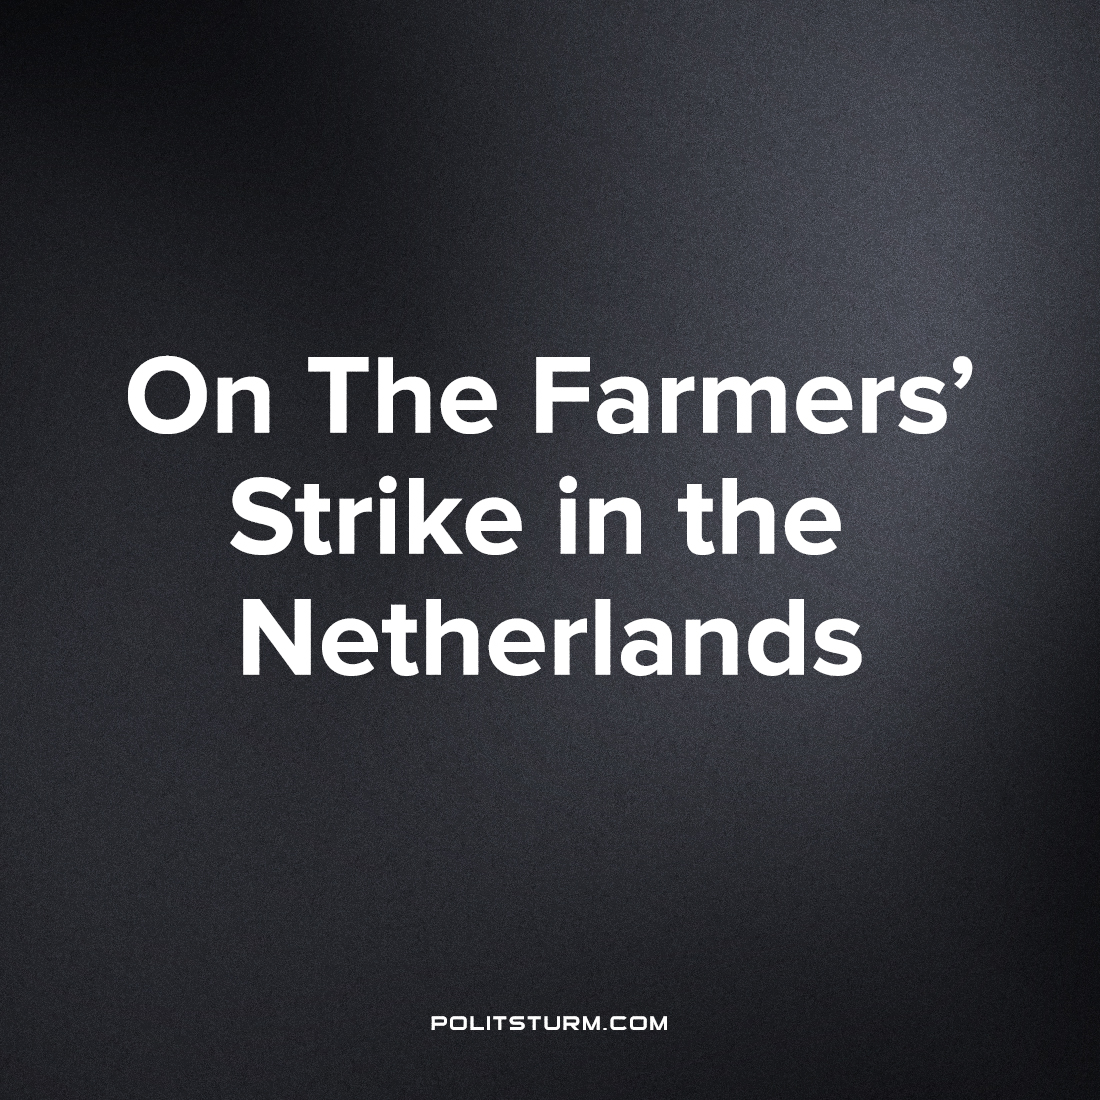 On The Farmers’
Strike in the
Netherlands
POLITSTURM.COM